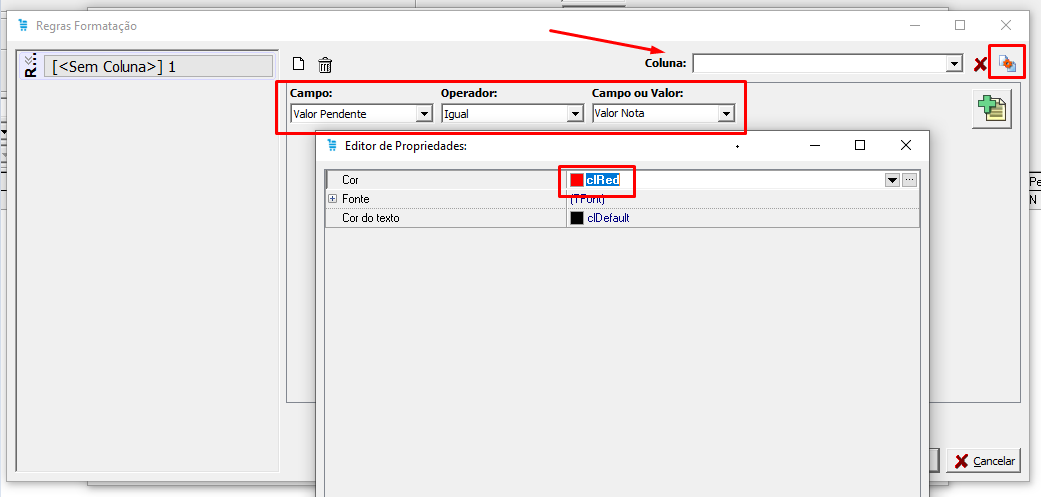 Regras Formatação
R...
[<Sem Coluna>] 1
Coluna:
Campo:
Operador:
Campo ou Valor:
Valor Pendente
Igual
Valor Nota
Editor de Propriedades:
Cor
clRed
Fonte
(TFont)
Cor do texto
clDefault
Pe
N
Cancelar